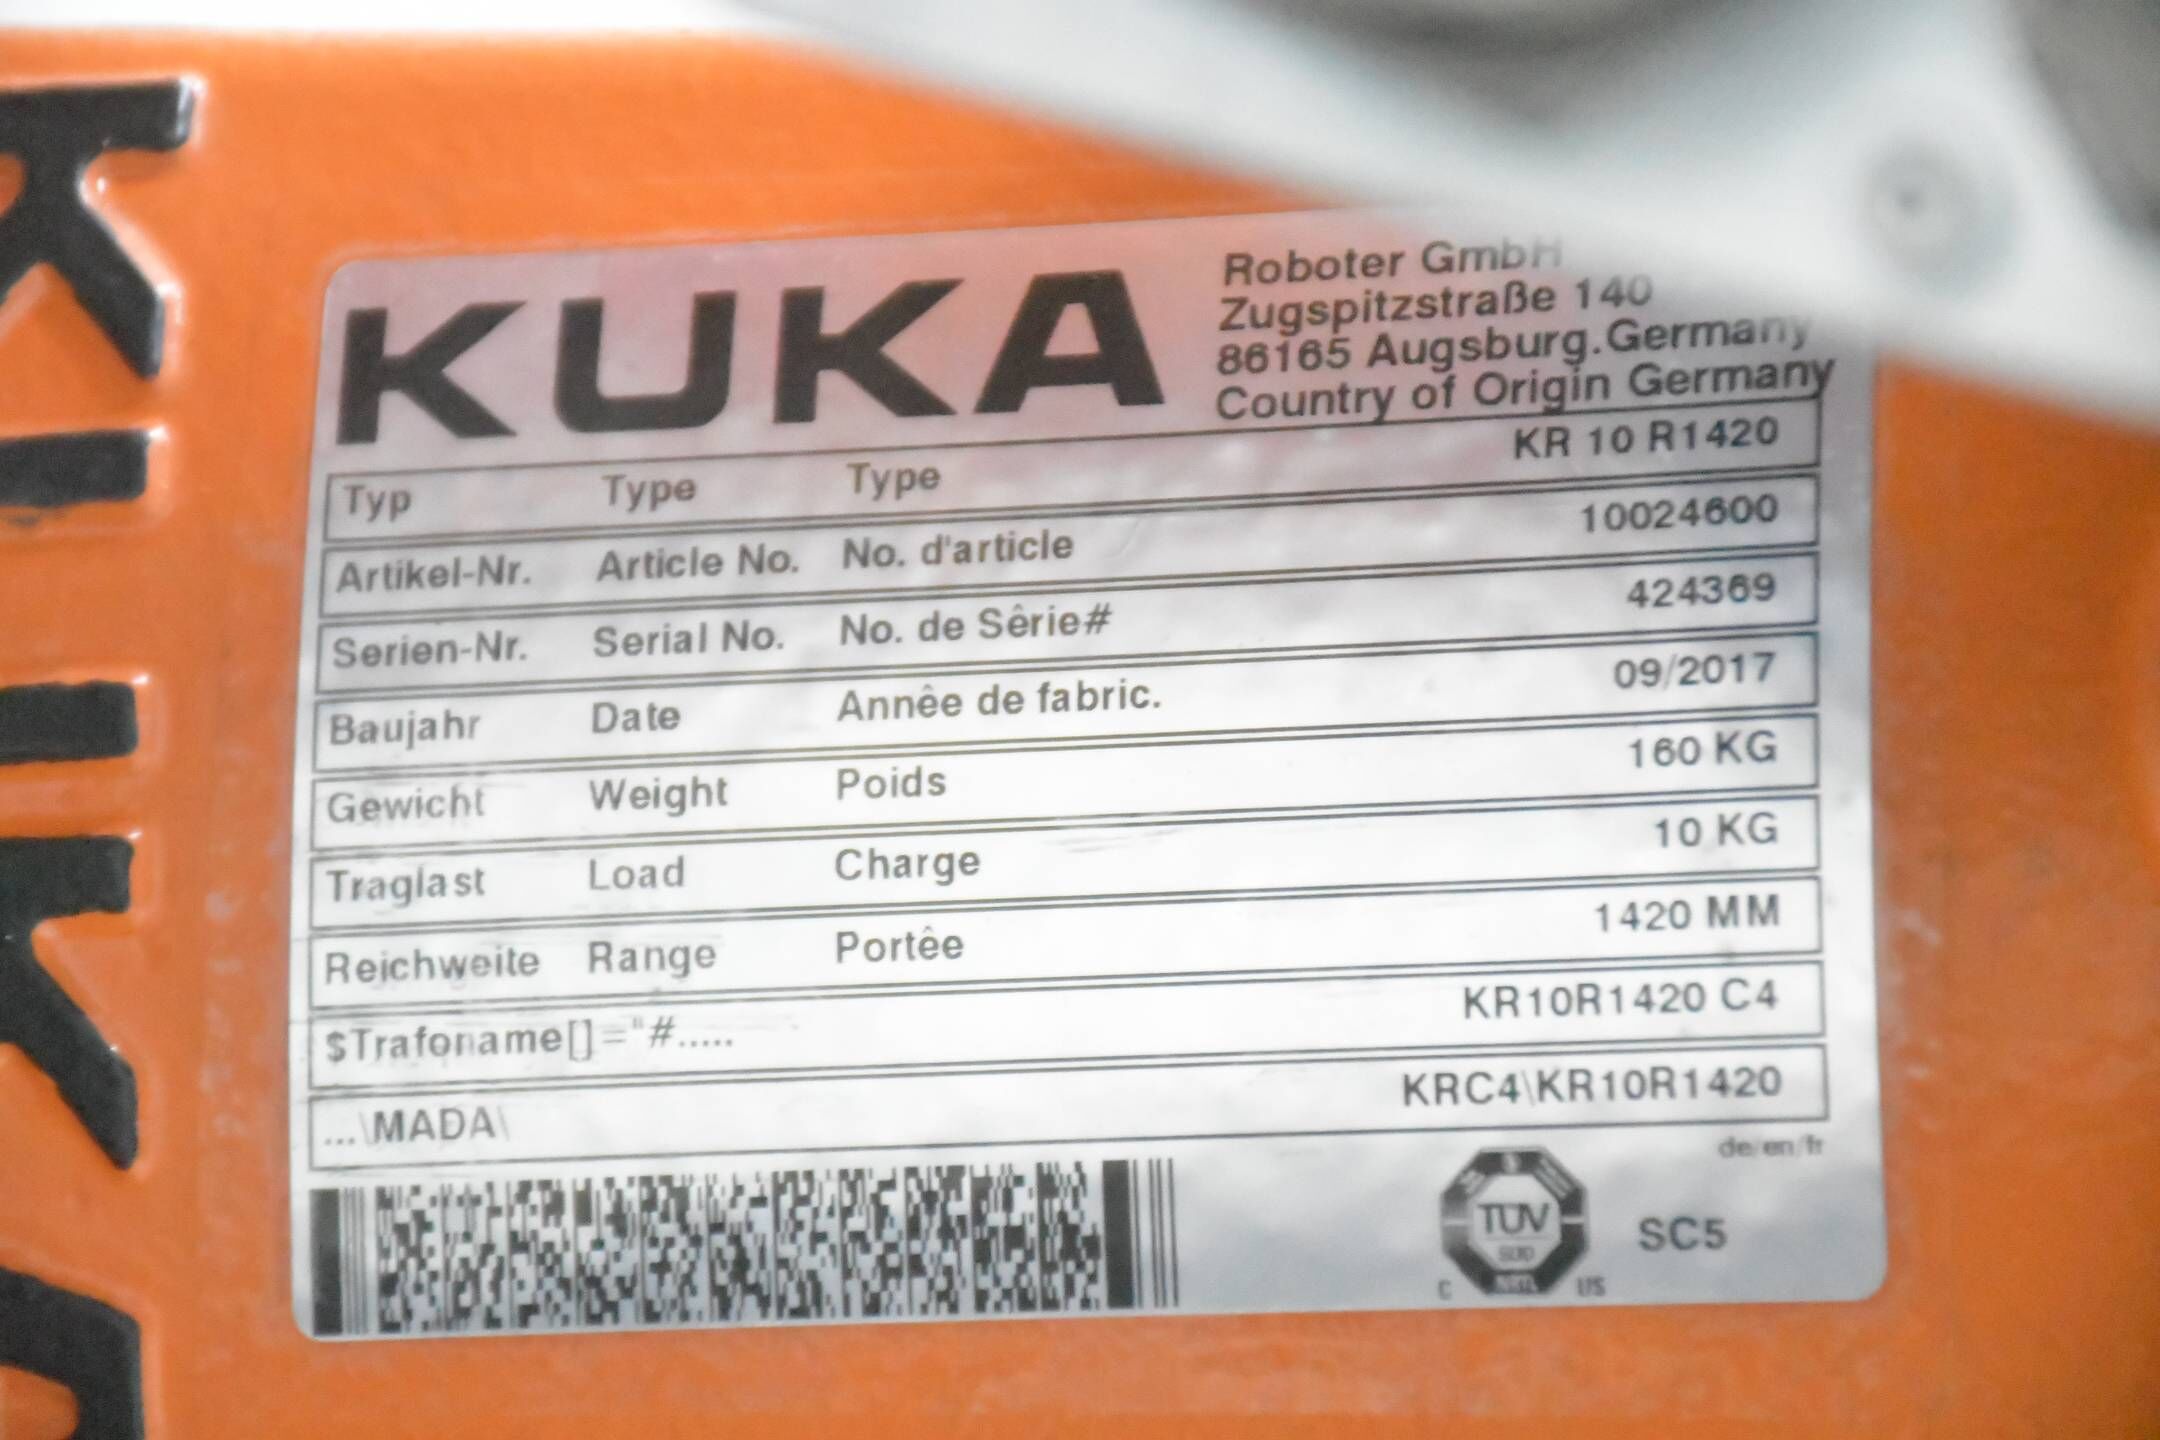 KUKA
KUKA
Roboter GmbH
Zugspitzstraße 140
86165 Augsburg.Germany
Country of Origin Germany
Typ Type Type KR 10 R1420
Artikel-Nr. Article No. No. d'article 10024600
Serien-Nr. Serial No. No. de Sêrie# 424369
Baujahr Date Annêe de fabric. 09/2017
Gewicht Weight Poids 160 KG
Traglast Load Charge 10 KG
Reichweite Range Portêe 1420 MM
$Trafoname[]="#..... KR10R1420 C4
...\MADA\ KRC4\KR10R1420
de/en/fr
TÜV
SÜD
C US
SC5